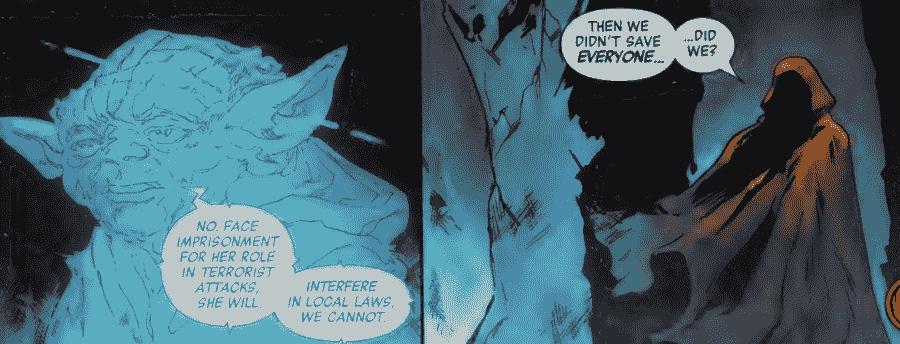 NO. FACE
IMPRISONMENT
FOR HER ROLE
IN TERRORIST
ATTACKS,
SHE WILL.
INTERFERE
IN LOCAL LAWS,
WE CANNOT.
THEN WE
DIDN'T SAVE
EVERYONE...
...DID
WE?